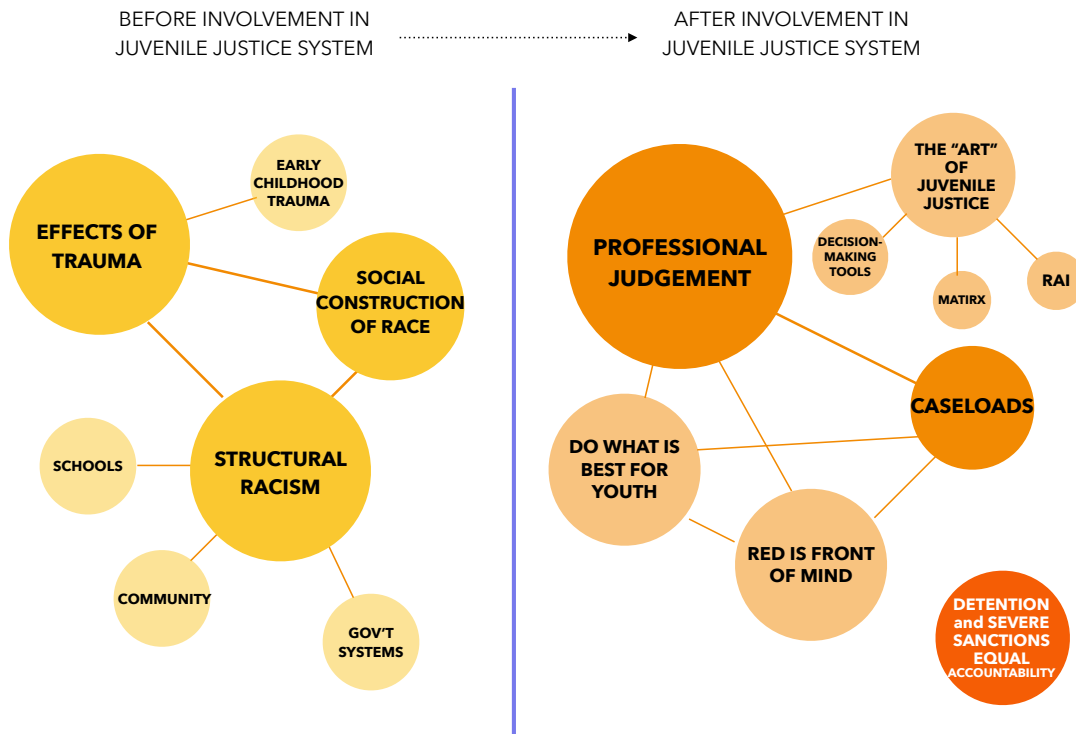 BEFORE INVOLVEMENT IN
JUVENILE JUSTICE SYSTEM
AFTER INVOLVEMENT IN
JUVENILE JUSTICE SYSTEM
EARLY
CHILDHOOD
TRAUMA
EFFECTS OF
TRAUMA
SOCIAL
CONSTRUCTION
OF RACE
STRUCTURAL
RACISM
SCHOOLS
COMMUNITY
GOV'T
SYSTEMS
THE “ART”
OF
JUVENILE
JUSTICE
PROFESSIONAL
JUDGEMENT
DECISION-
MAKING
TOOLS
MATIRX
RAI
CASELOADS
DO WHAT IS
BEST FOR
YOUTH
RED IS FRONT
OF MIND
DETENTION
and SEVERE
SANCTIONS
EQUAL
ACCOUNTABILITY